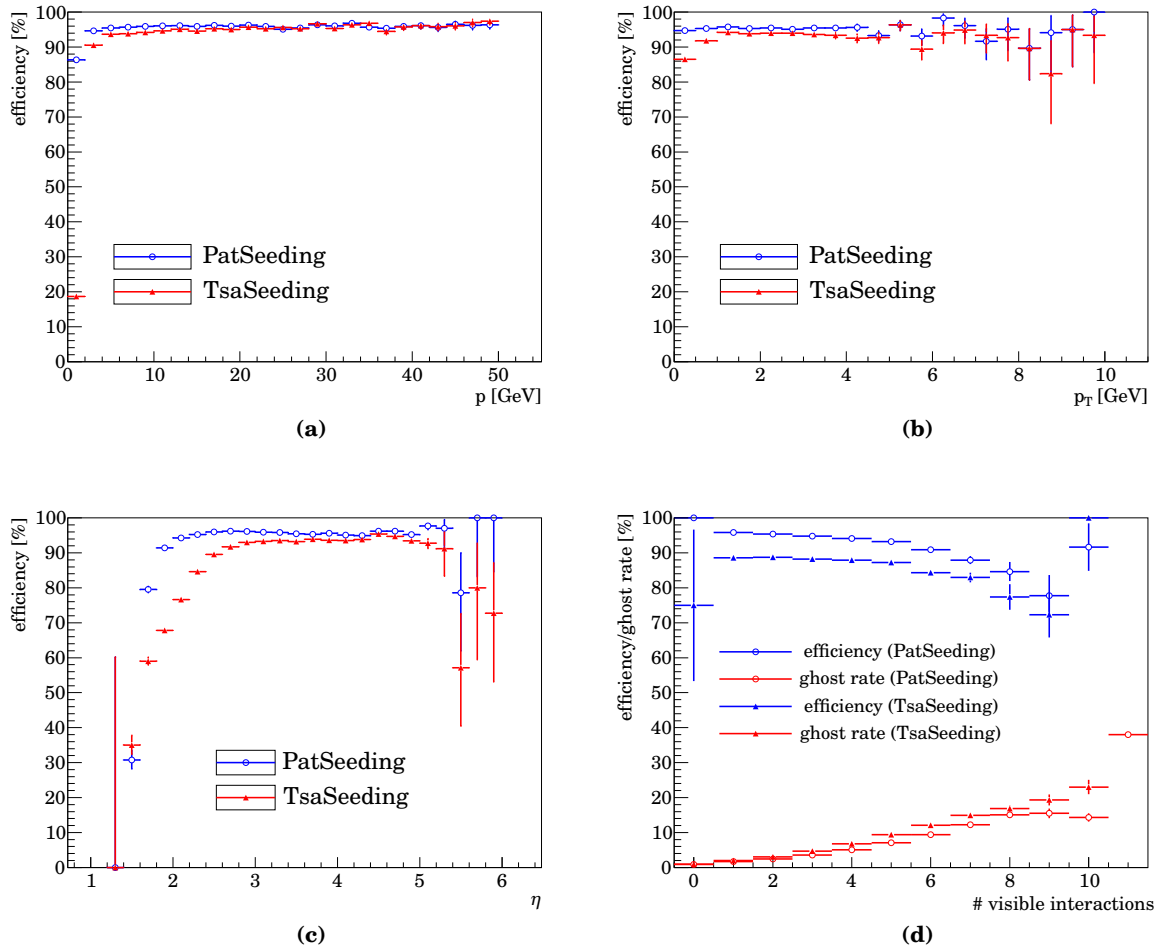 efficiency [%]
100
90
80
70
60
50
40
30
20
10
0
PatSeeding
TsaSeeding
0 10 20 30 40 50
p [GeV]
(a)
efficiency [%]
100
90
80
70
60
50
40
30
20
10
0
PatSeeding
TsaSeeding
0 2 4 6 8 10
p_T [GeV]
(b)
efficiency [%]
100
90
80
70
60
50
40
30
20
10
0
PatSeeding
TsaSeeding
1 2 3 4 5 6
η
(c)
efficiency/ghost rate [%]
100
90
80
70
60
50
40
30
20
10
0
efficiency (PatSeeding)
ghost rate (PatSeeding)
efficiency (TsaSeeding)
ghost rate (TsaSeeding)
0 2 4 6 8 10
# visible interactions
(d)